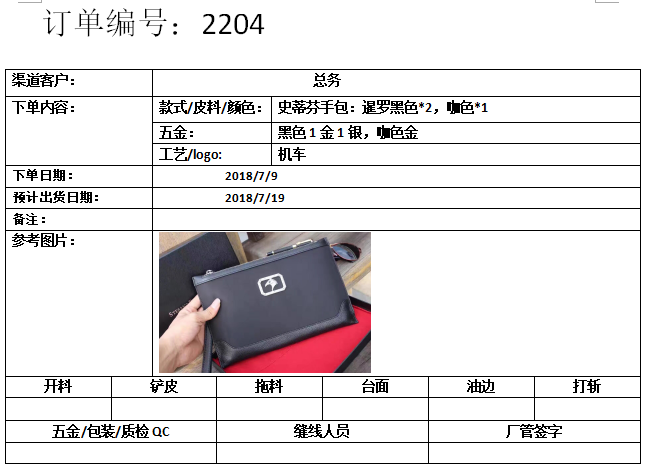 订单编号：2204
渠道客户： 总务
下单内容： 款式/皮料/颜色： 史蒂芬手包：暹罗黑色*2，咖色*1
五金： 黑色1金1银，咖色金
工艺/logo: 机车
下单日期： 2018/7/9
预计出货日期： 2018/7/19
备注：
参考图片：
开料 铲皮 拖料 台面 油边 打斩
五金/包装/质检QC 缝线人员 厂管签字